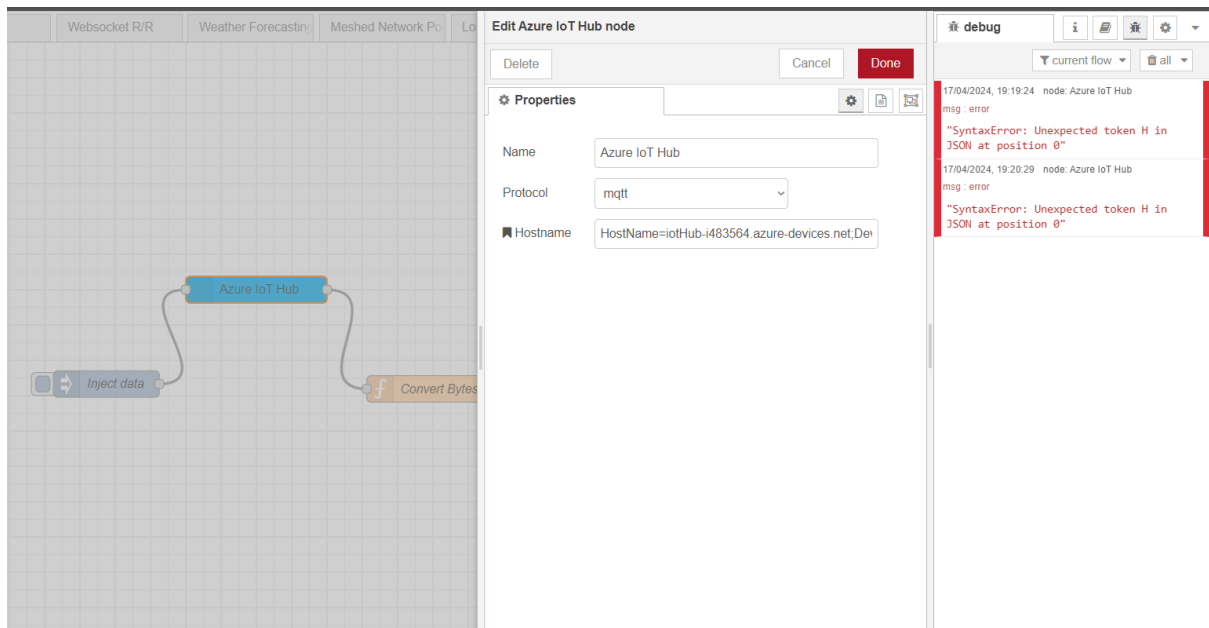 Websocket R/R
Weather Forecasting
Meshed Network Po
Lo
Azure IoT Hub
Inject data
Convert Bytes
Edit Azure IoT Hub node
Delete
Cancel
Done
Properties
Name
Azure IoT Hub
Protocol
mqtt
Hostname
HostName=iotHub-i483564.azure-devices.net;Dev
debug
i
current flow
all
17/04/2024, 19:19:24 node: Azure IoT Hub
msg : error
"SyntaxError: Unexpected token H in
JSON at position 0"
17/04/2024, 19:20:29 node: Azure IoT Hub
msg : error
"SyntaxError: Unexpected token H in
JSON at position 0"